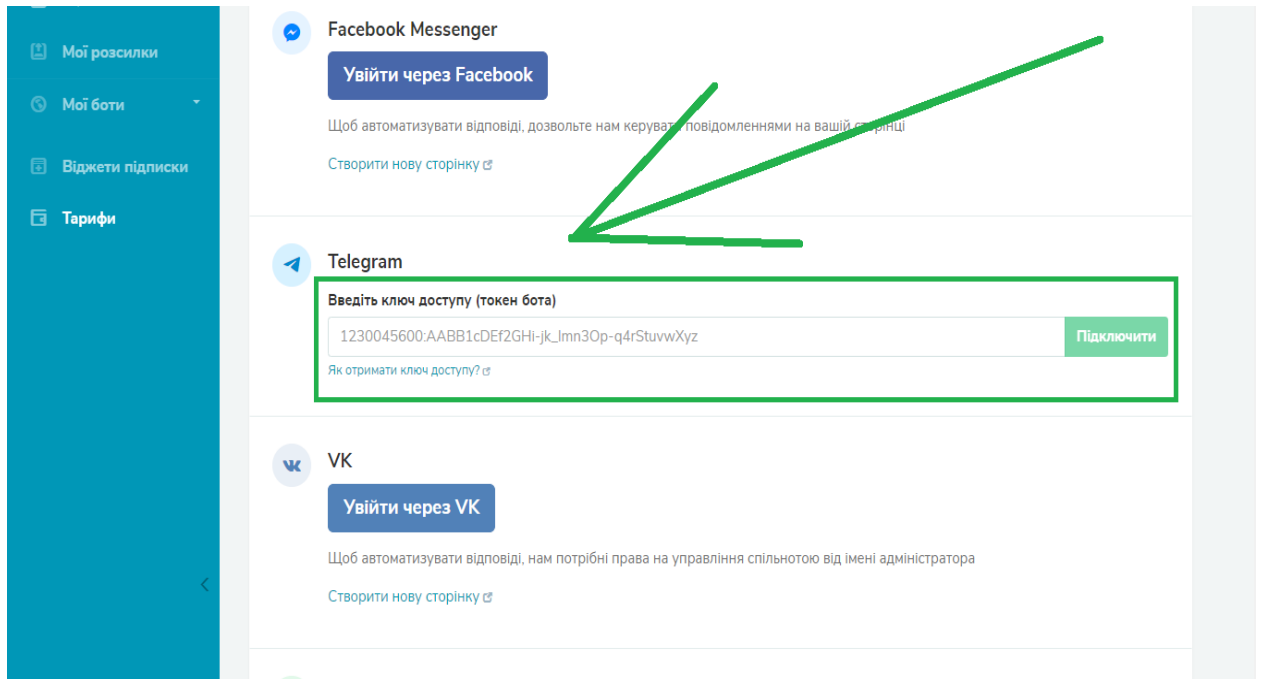 Мої розсилки
Мої боти
Віджети підписки
Тарифи
Facebook Messenger
Увійти через Facebook
Щоб автоматизувати відповіді, дозвольте нам керувати повідомленнями на вашій сторінці
Створити нову сторінку
Telegram
Введіть ключ доступу (токен бота)
1230045600:AABB1cDEf2GHi-jk_lmn3Op-q4rStuvwXyz
Підключити
Як отримати ключ доступу?
VK
Увійти через VK
Щоб автоматизувати відповіді, нам потрібні права на управління спільнотою від імені адміністратора
Створити нову сторінку